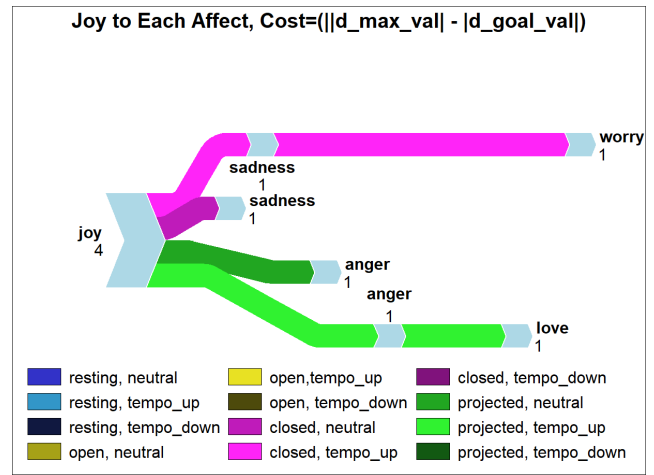 Joy to Each Affect, Cost=(||d_max_val| - |d_goal_val|)
worry
1
sadness
1
sadness
1
joy
4
anger
1
anger
1
love
1
resting, neutral
resting, tempo_up
resting, tempo_down
open, neutral
open,tempo_up
open, tempo_down
closed, neutral
closed, tempo_up
closed, tempo_down
projected, neutral
projected, tempo_up
projected, tempo_down